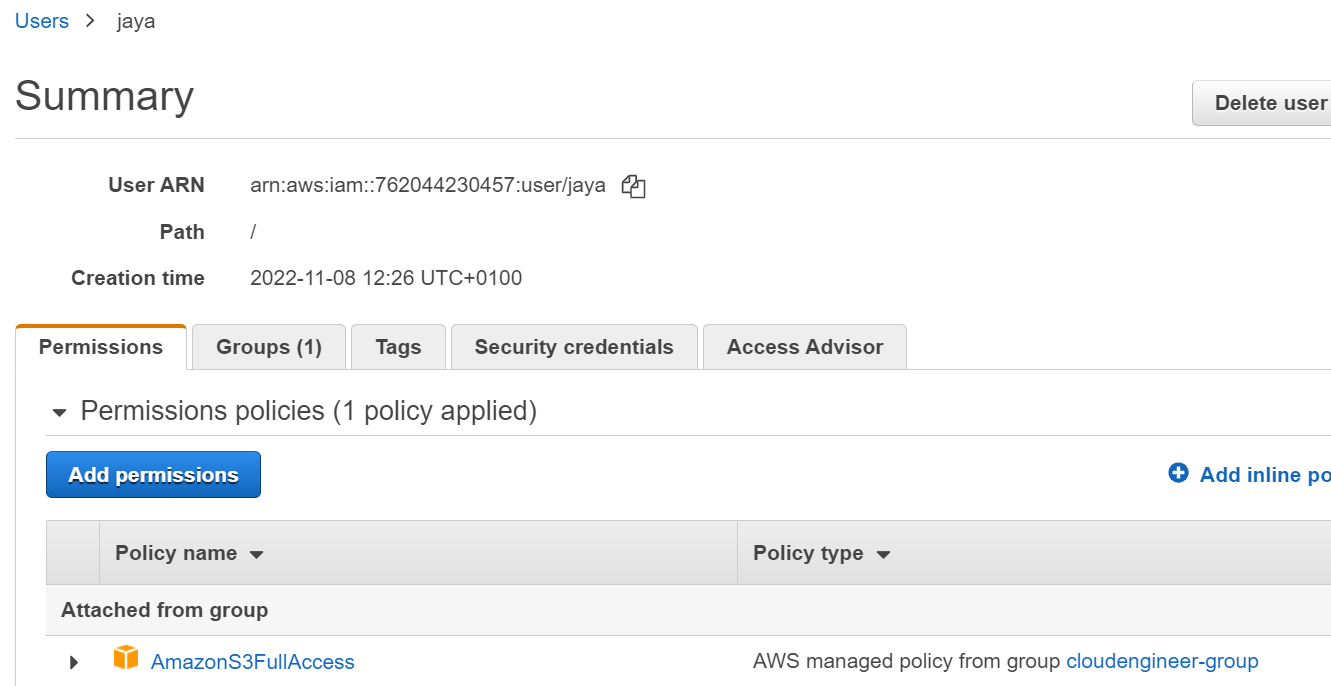 Users > jaya
Summary
Delete user
User ARN arn:aws:iam::762044230457:user/jaya
Path /
Creation time 2022-11-08 12:26 UTC+0100
Permissions Groups (1) Tags Security credentials Access Advisor
Permissions policies (1 policy applied)
Add permissions Add inline po
Policy name Policy type
Attached from group
AmazonS3FullAccess AWS managed policy from group cloudengineer-group